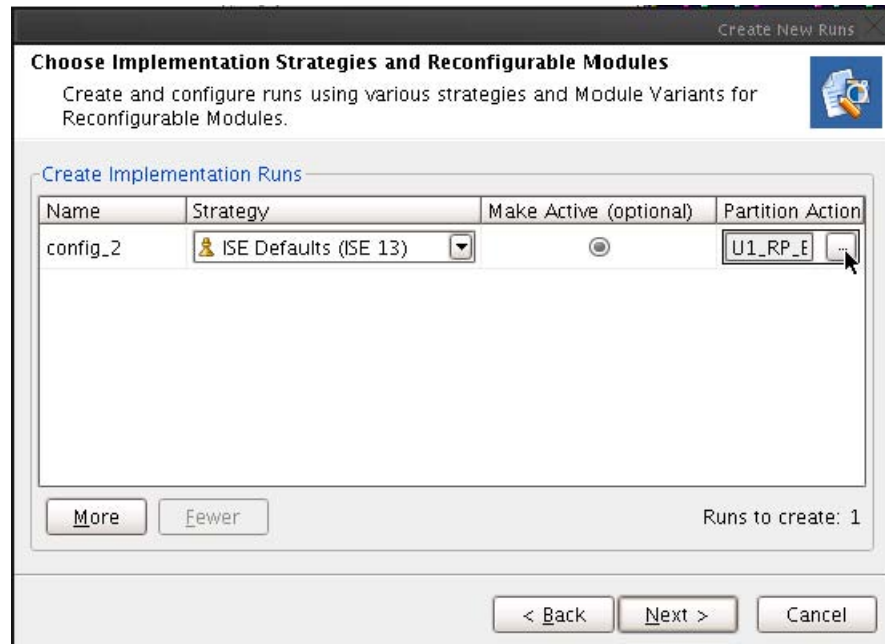 Create New Runs
Choose Implementation Strategies and Reconfigurable Modules
Create and configure runs using various strategies and Module Variants for
Reconfigurable Modules.
Create Implementation Runs
Name Strategy Make Active (optional) Partition Action
config_2 ISE Defaults (ISE 13) U1_RP_E ...
More Fewer Runs to create: 1
< Back Next > Cancel